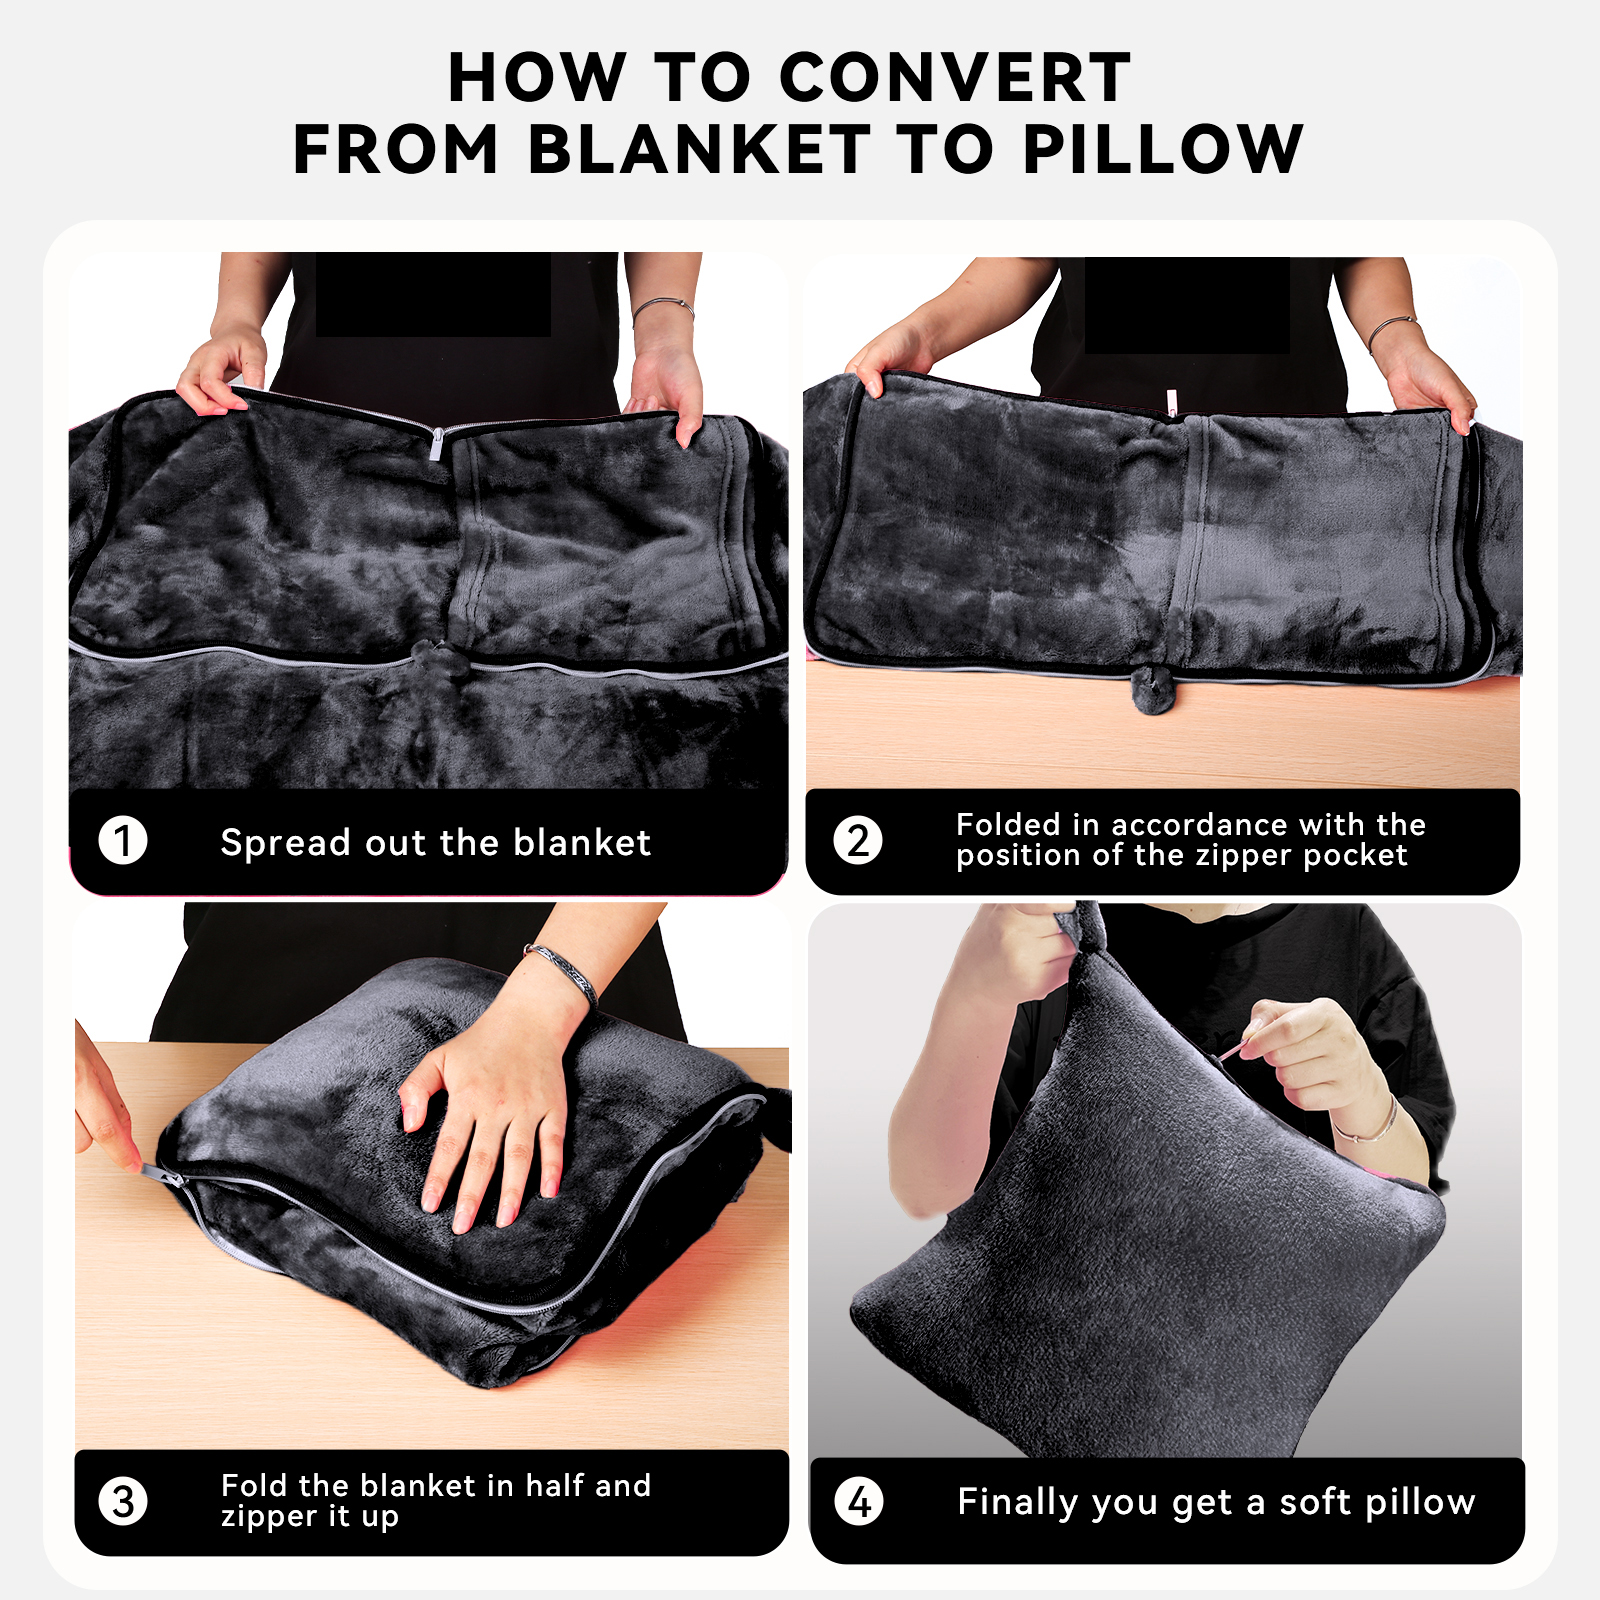 HOW TO CONVERT
FROM BLANKET TO PILLOW
1
Spread out the blanket
2
Folded in accordance with the
position of the zipper pocket
3
Fold the blanket in half and
zipper it up
4
Finally you get a soft pillow